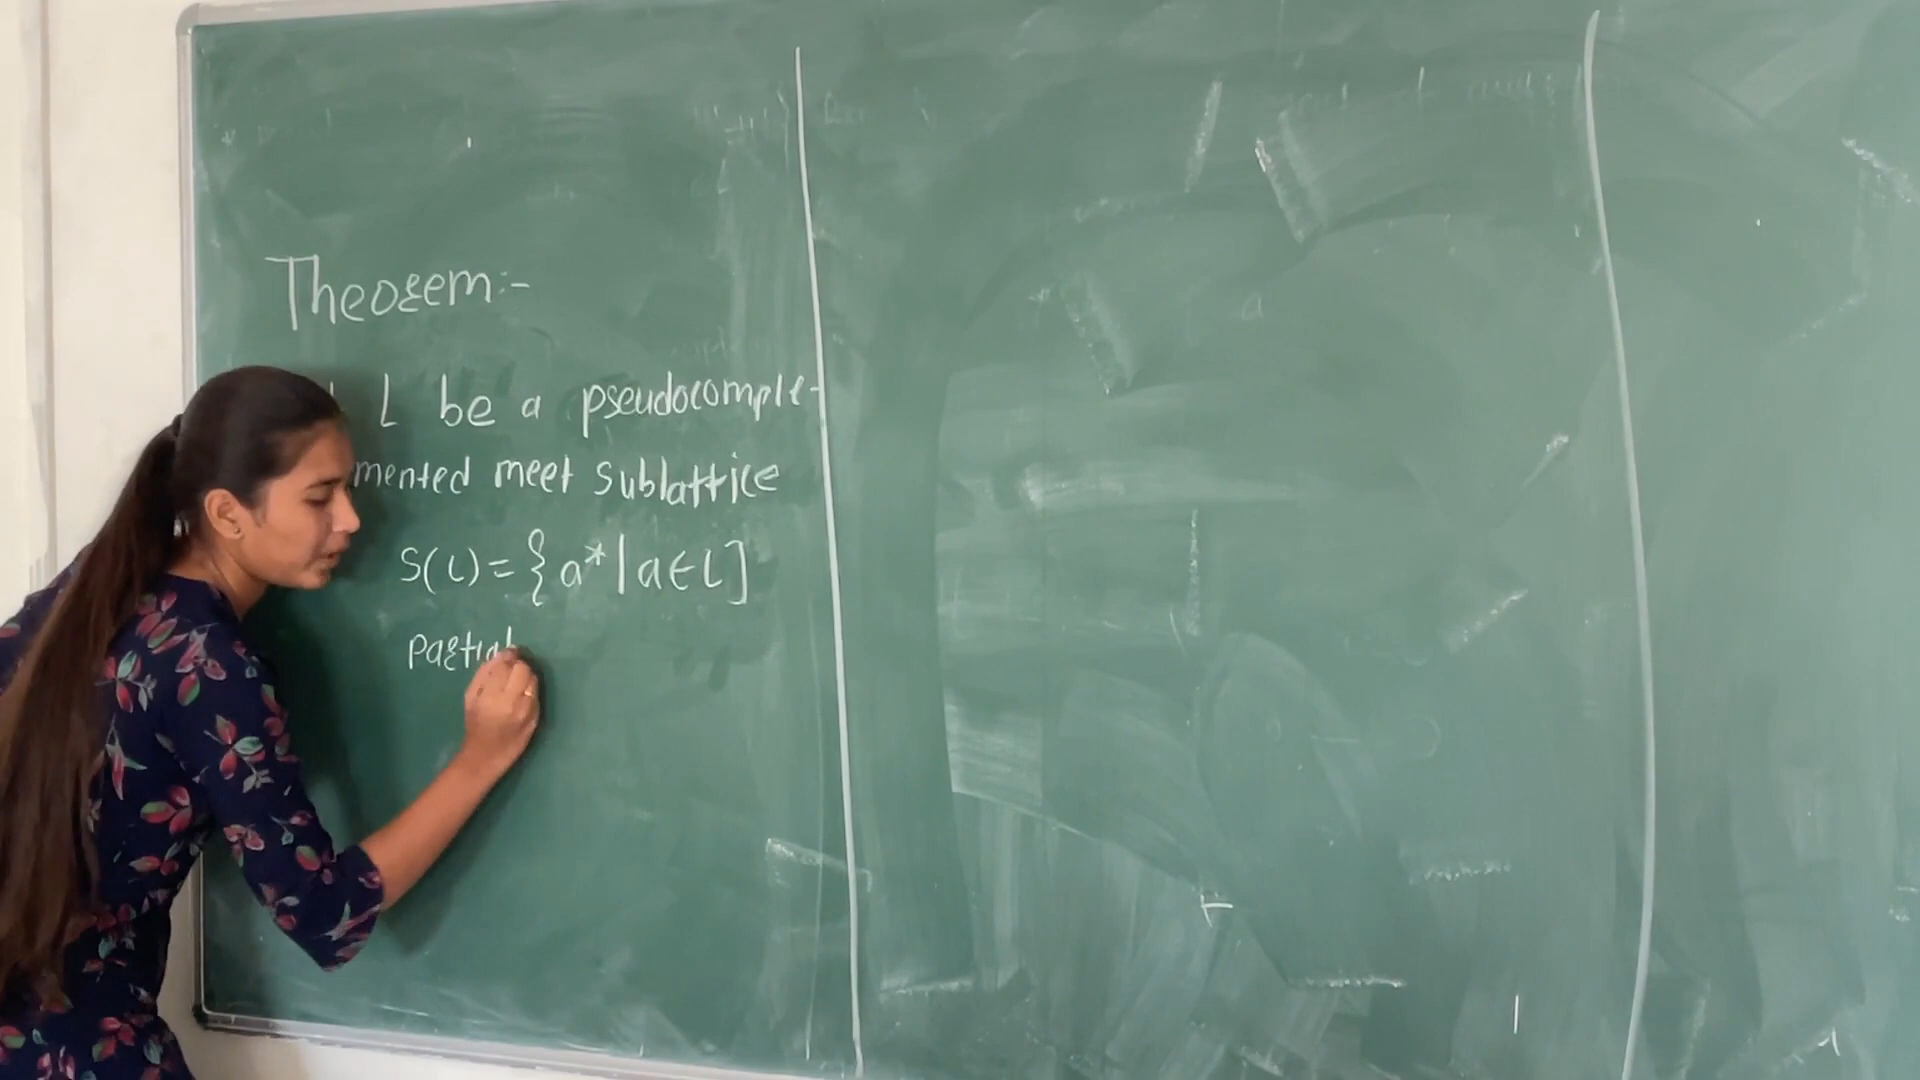 Theorem:-
L be a pseudocomple-
mented meet sublattice
S(L) = { a* | a ∈ L ]
partial